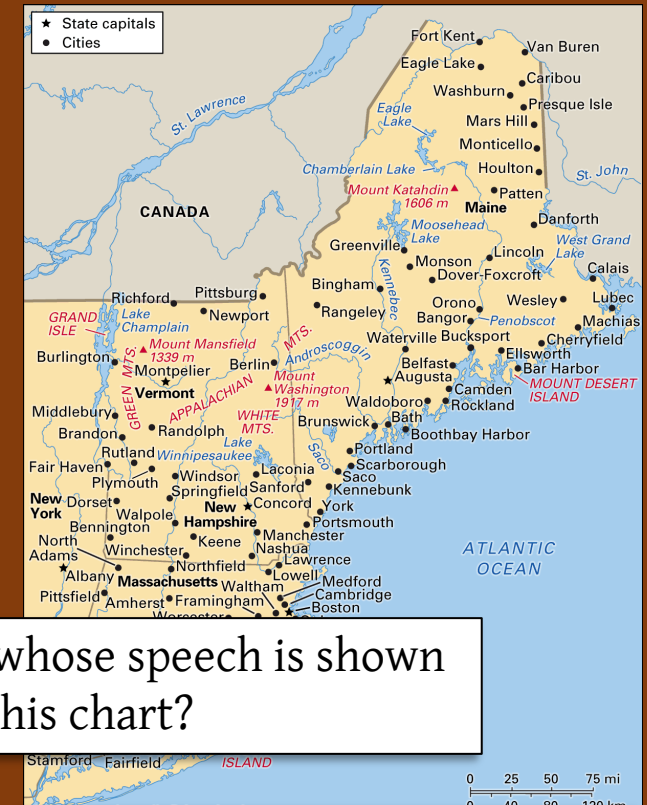 ★ State capitals
● Cities
Fort Kent
Van Buren
Eagle Lake
Caribou
Washburn
Presque Isle
Eagle
Lake
Mars Hill
Monticello
St. Lawrence
Chamberlain Lake
Houlton
St. John
Mount Katahdin
1606 m
Patten
Maine
CANADA
Danforth
Moosehead
Lake
Greenville
West Grand
Lake
Lincoln
Monson
Dover-Foxcroft
Calais
Kennebec
Pittsburg
Bingham
Richford
Orono
Wesley
Lubec
GRAND
ISLE
Lake
Champlain
Newport
Rangeley
Bangor
Penobscot
Machias
MTS.
Waterville
Bucksport
Cherryfield
Mount Mansfield
1339 m
Burlington
Berlin
Androscoggin
Belfast
Ellsworth
Bar Harbor
Montpelier
Mount
Washington
1917 m
Augusta
MOUNT DESERT
ISLAND
GREEN MTS.
Vermont
APPALACHIAN
Camden
Waldoboro
Rockland
Middlebury
WHITE
MTS.
Brunswick
Bath
Brandon
Randolph
Boothbay Harbor
Lake
Winnipesaukee
Rutland
Portland
Fair Haven
Saco
Scarborough
Plymouth
Windsor
Laconia
Saco
Springfield
Sanford
Kennebunk
New
York
Dorset
New
Hampshire
Concord
York
Walpole
Portsmouth
Bennington
Keene
Manchester
North
Adams
Winchester
Nashua
ATLANTIC
OCEAN
Lawrence
Northfield
Albany
Massachusetts
Lowell
Waltham
Medford
Pittsfield
Amherst
Framingham
Cambridge
Boston
whose speech is shown
his chart?
Stamford
Fairfield
ISLAND
0 25 50 75 mi